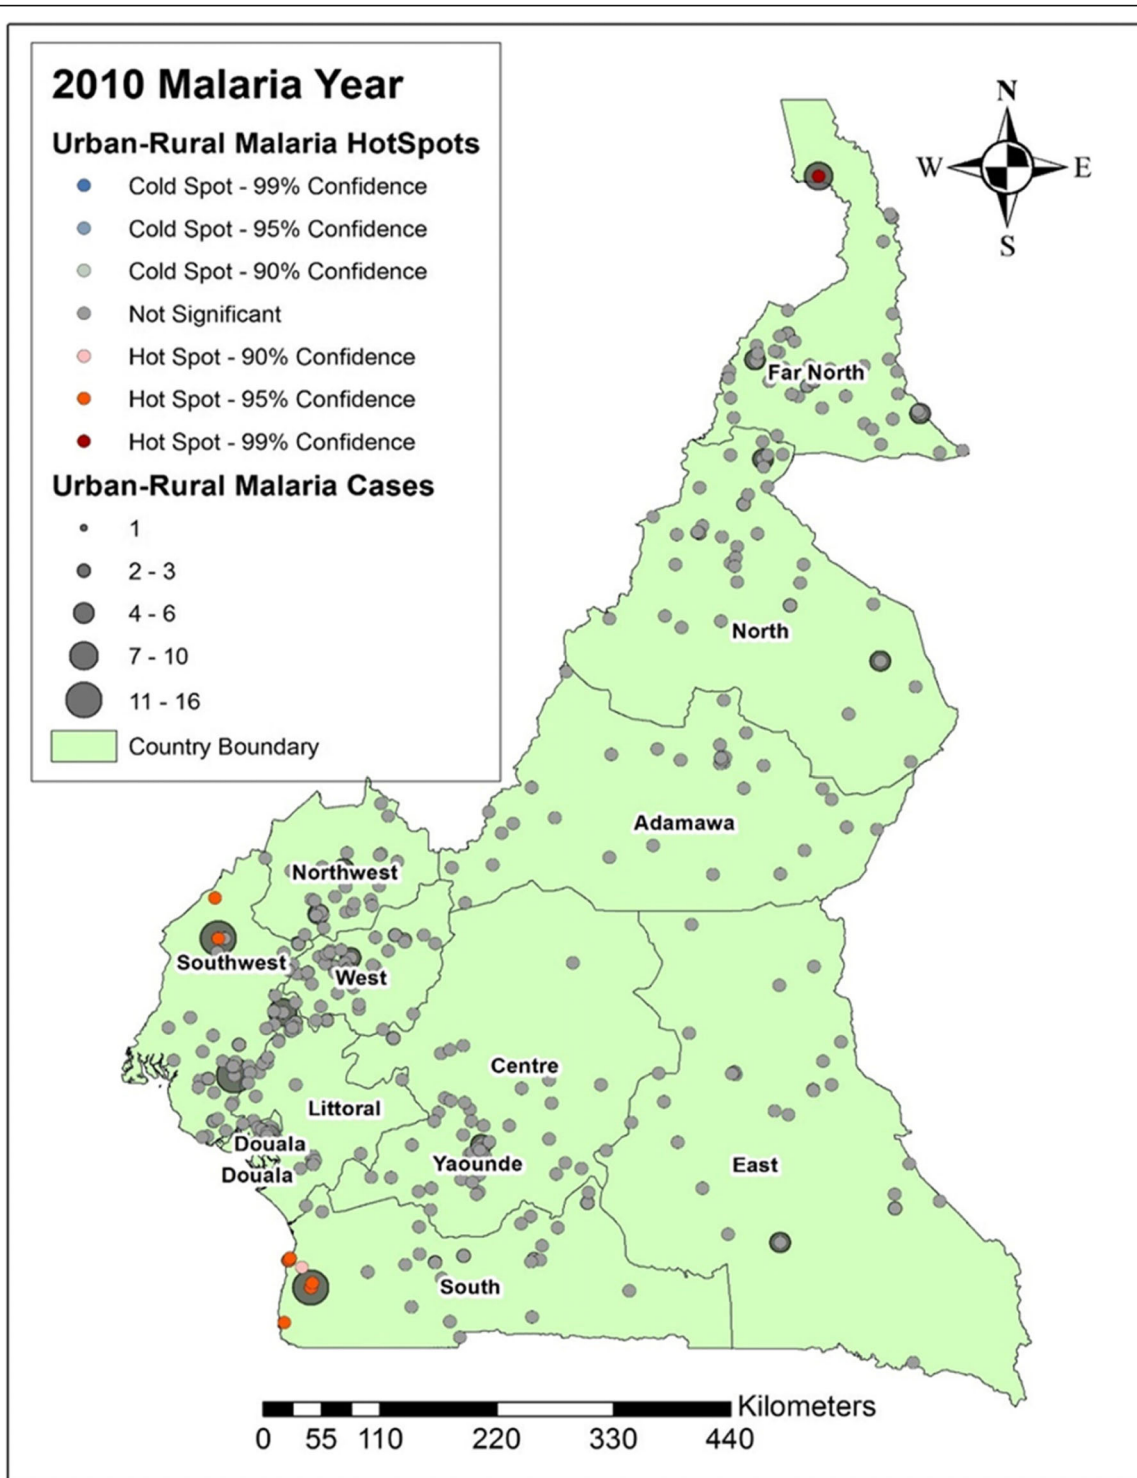 2010 Malaria Year
Urban-Rural Malaria HotSpots
Cold Spot - 99% Confidence
Cold Spot - 95% Confidence
Cold Spot - 90% Confidence
Not Significant
Hot Spot - 90% Confidence
Hot Spot - 95% Confidence
Hot Spot - 99% Confidence
Urban-Rural Malaria Cases
1
2 - 3
4 - 6
7 - 10
11 - 16
Country Boundary
N
W E
S
Far North
North
Adamawa
Northwest
Southwest
West
Centre
Littoral
Douala
Yaounde
Douala
East
South
Kilometers
0 55 110 220 330 440